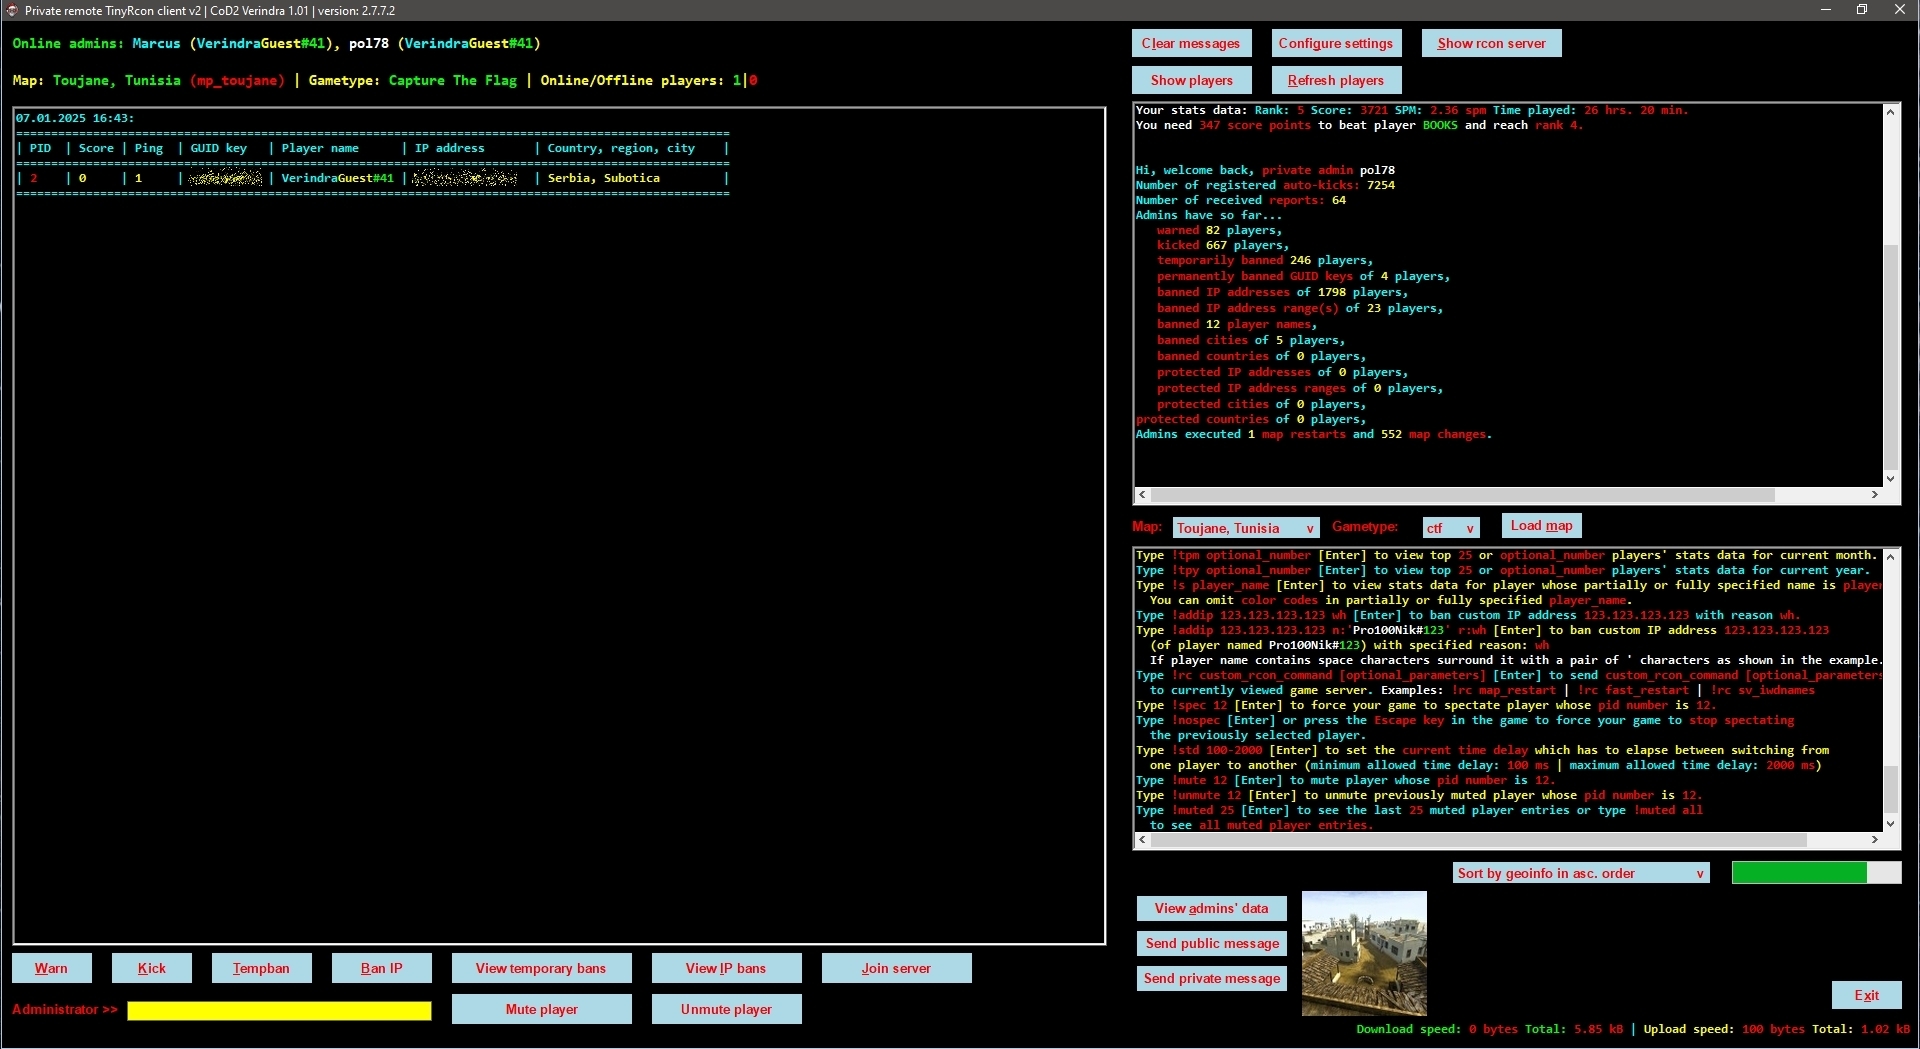 Private remote TinyRcon client v2 | CoD2 Verindra 1.01 | version: 2.7.7.2
Online admins: Marcus (VerindraGuest#41), pol78 (VerindraGuest#41)
Map: Toujane, Tunisia (mp_toujane) | Gametype: Capture The Flag | Online/Offline players: 1|0
07.01.2025 16:43:
| PID | Score | Ping | GUID key | Player name | IP address | Country, region, city |
| 2 | 0 | 1 | | VerindraGuest#41 | | Serbia, Subotica |
Clear messages Configure settings Show rcon server
Show players Refresh players
Your stats data: Rank: 5 Score: 3721 SPM: 2.36 spm Time played: 26 hrs. 20 min.
You need 347 score points to beat player BOOKS and reach rank 4.
Hi, welcome back, private admin pol78
Number of registered auto-kicks: 7254
Number of received reports: 64
Admins have so far...
warned 82 players,
kicked 667 players,
temporarily banned 246 players,
permanently banned GUID keys of 4 players,
banned IP addresses of 1798 players,
banned IP address range(s) of 23 players,
banned 12 player names,
banned cities of 5 players,
banned countries of 0 players,
protected IP addresses of 0 players,
protected IP address ranges of 0 players,
protected cities of 0 players,
protected countries of 0 players,
Admins executed 1 map restarts and 552 map changes.
Map: Toujane, Tunisia v Gametype: ctf v Load map
Type !tpm optional_number [Enter] to view top 25 or optional_number players' stats data for current month.
Type !tpy optional_number [Enter] to view top 25 or optional_number players' stats data for current year.
Type !s player_name [Enter] to view stats data for player whose partially or fully specified name is player
You can omit color codes in partially or fully specified player_name.
Type !addip 123.123.123.123 wh [Enter] to ban custom IP address 123.123.123.123 with reason wh.
Type !addip 123.123.123.123 n:'Pro100Nik#123' r:wh [Enter] to ban custom IP address 123.123.123.123
(of player named Pro100Nik#123) with specified reason: wh
If player name contains space characters surround it with a pair of ' characters as shown in the example.
Type !rc custom_rcon_command [optional_parameters] [Enter] to send custom_rcon_command [optional_parameters
to currently viewed game server. Examples: !rc map_restart | !rc fast_restart | !rc sv_iwdnames
Type !spec 12 [Enter] to force your game to spectate player whose pid number is 12.
Type !nospec [Enter] or press the Escape key in the game to force your game to stop spectating
the previously selected player.
Type !std 100-2000 [Enter] to set the current time delay which has to elapse between switching from
one player to another (minimum allowed time delay: 100 ms | maximum allowed time delay: 2000 ms)
Type !mute 12 [Enter] to mute player whose pid number is 12.
Type !unmute 12 [Enter] to unmute previously muted player whose pid number is 12.
Type !muted 25 [Enter] to see the last 25 muted player entries or type !muted all
to see all muted player entries.
Sort by geoinfo in asc. order v
View admins' data
Send public message
Send private message
Warn Kick Tempban Ban IP View temporary bans View IP bans Join server
Administrator >> Mute player Unmute player
Exit
Download speed: 0 bytes Total: 5.85 kB | Upload speed: 100 bytes Total: 1.02 kB